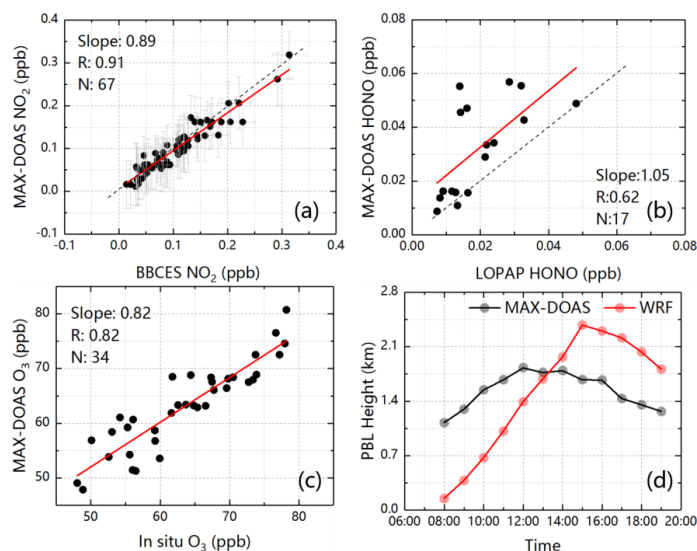 MAX-DOAS NO₂ (ppb)
0.4
0.3
0.2
0.1
0.0
-0.1
Slope: 0.89
R: 0.91
N: 67
(a)
-0.1 0.0 0.1 0.2 0.3 0.4
BBCES NO₂ (ppb)
MAX-DOAS HONO (ppb)
0.08
0.06
0.04
0.02
0.00
Slope:1.05
R:0.62
N:17
(b)
0.00 0.02 0.04 0.06 0.08
LOPAP HONO (ppb)
MAX-DOAS O₃ (ppb)
80
70
60
50
Slope: 0.82
R: 0.82
N: 34
(c)
50 60 70 80
In situ O₃ (ppb)
PBL Height (km)
2.8
1.8
0.7
0.0
MAX-DOAS WRF
(d)
06:00 08:00 10:00 12:00 14:00 16:00 18:00 20:00
Time